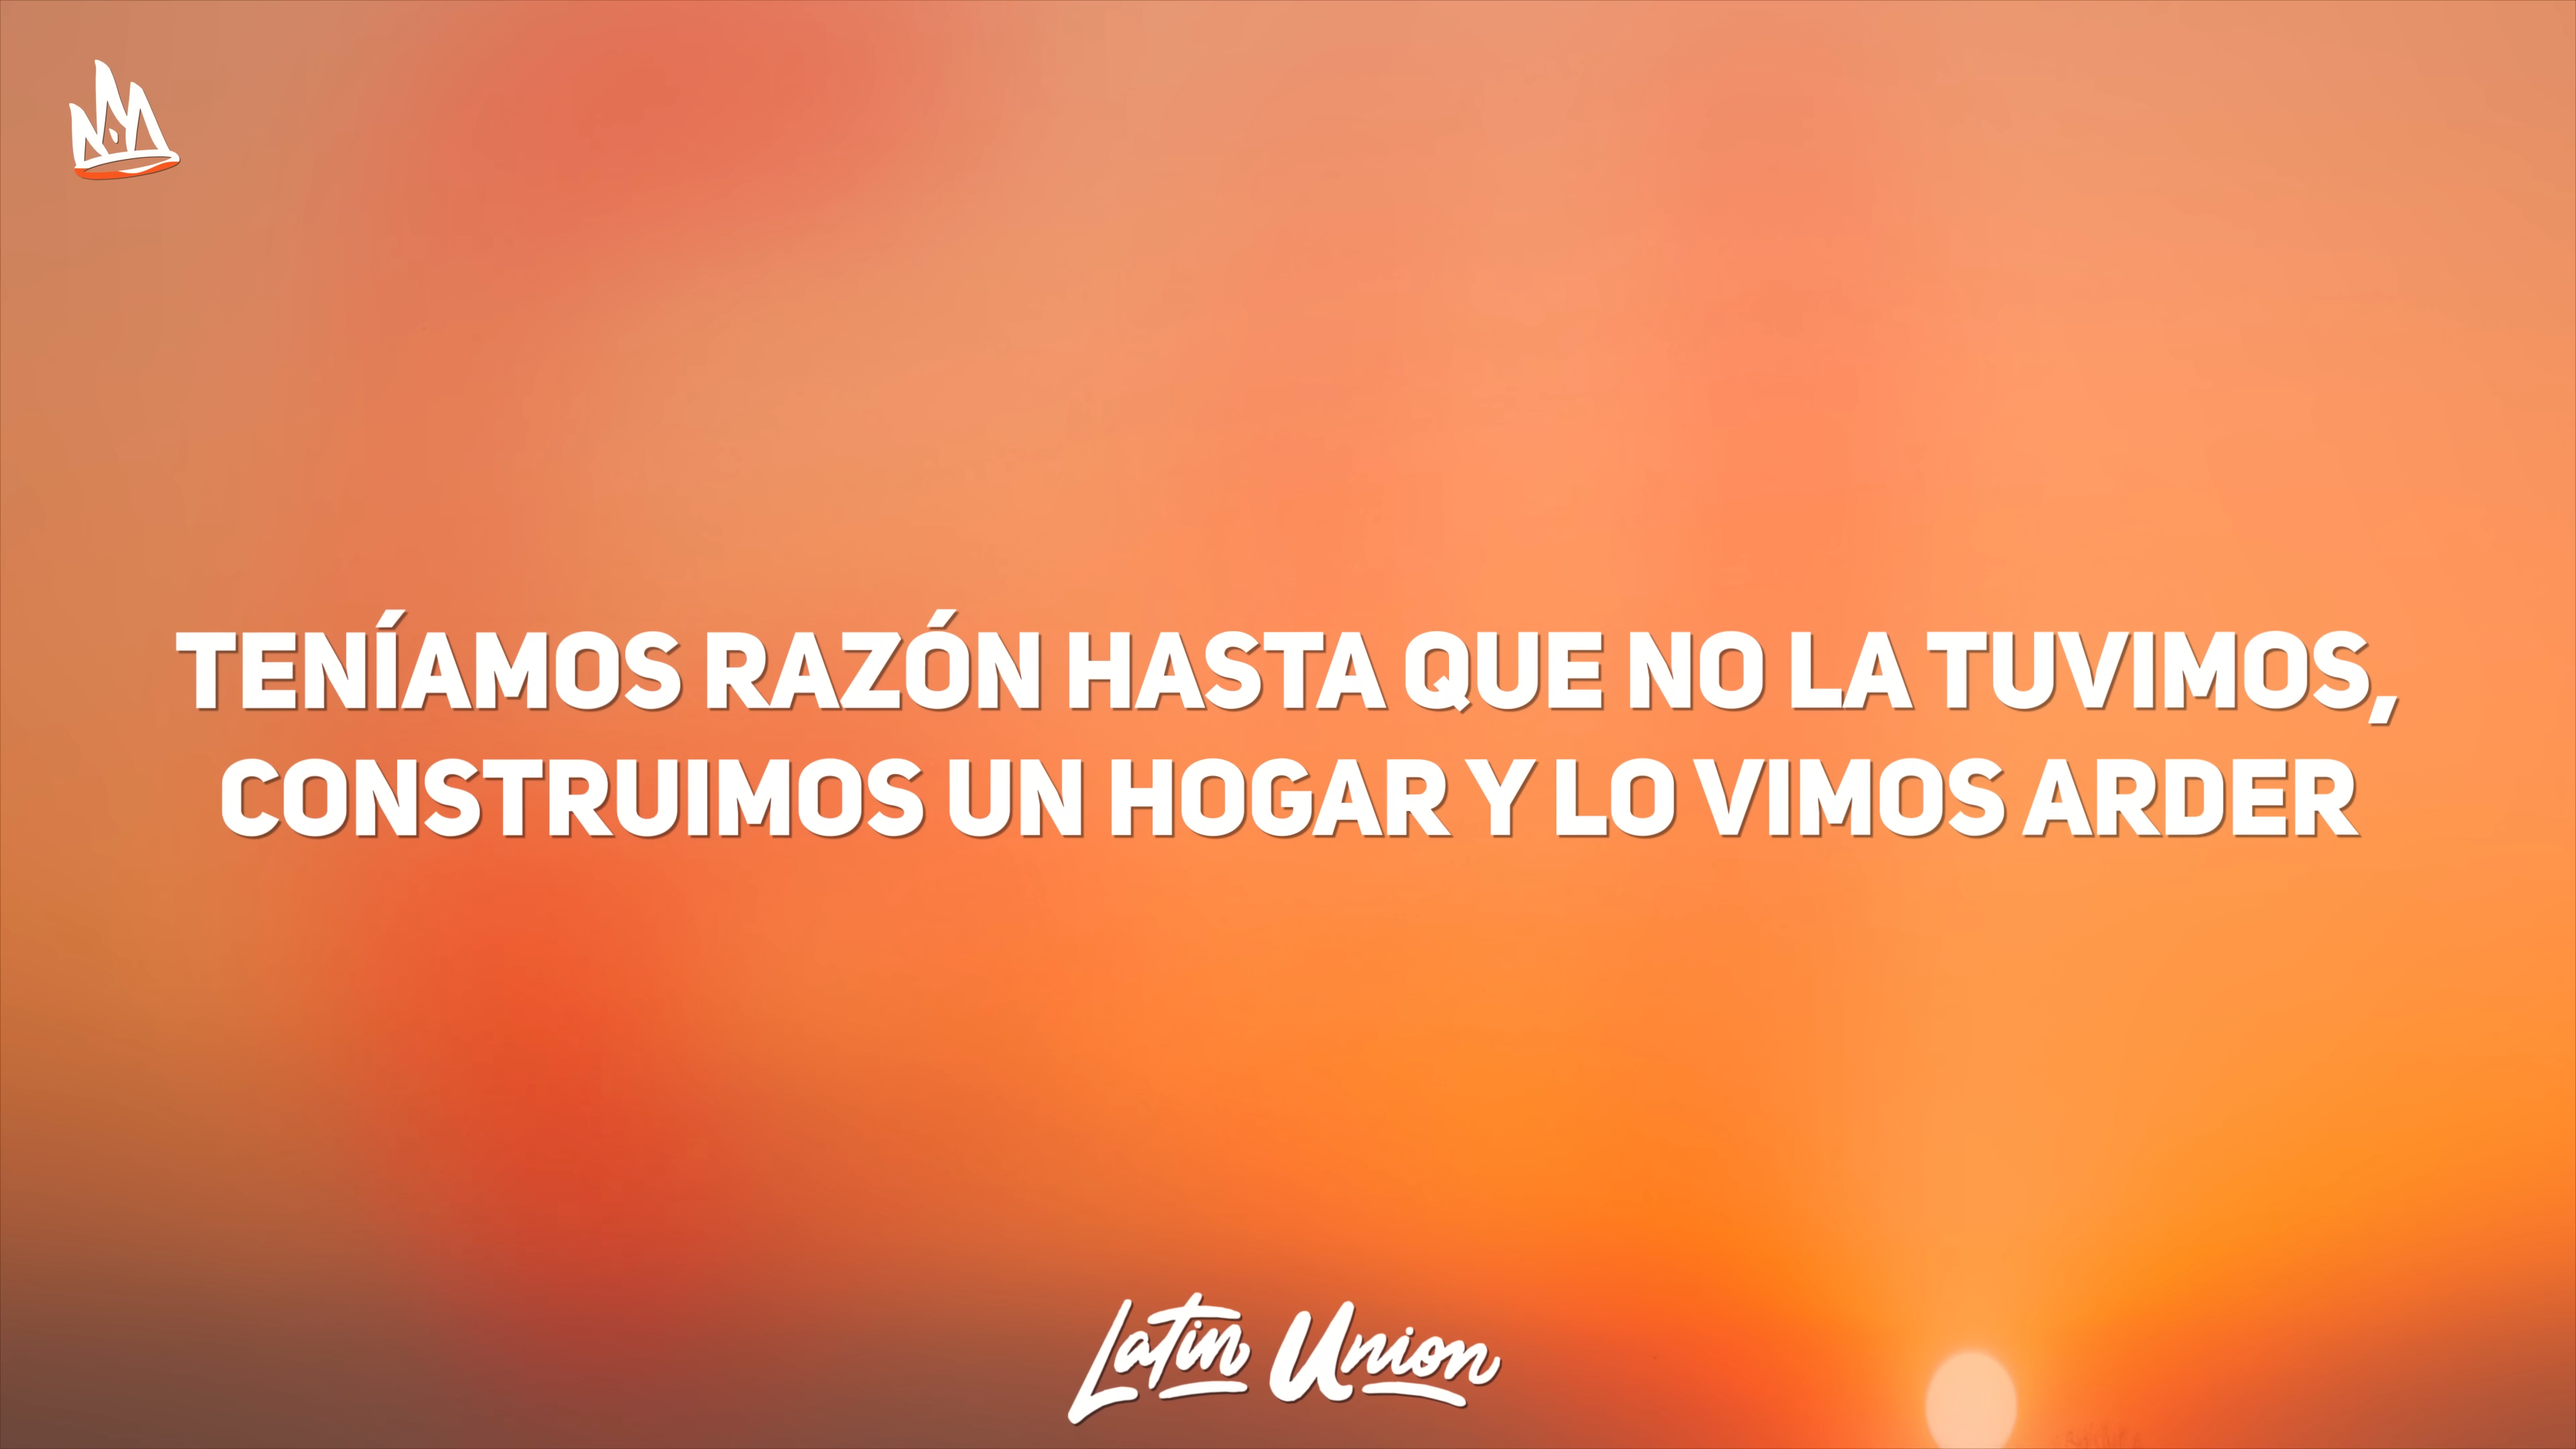 TENÍAMOS RAZÓN HASTA QUE NO LA TUVIMOS,
CONSTRUIMOS UN HOGAR Y LO VIMOS ARDER
Latin Union